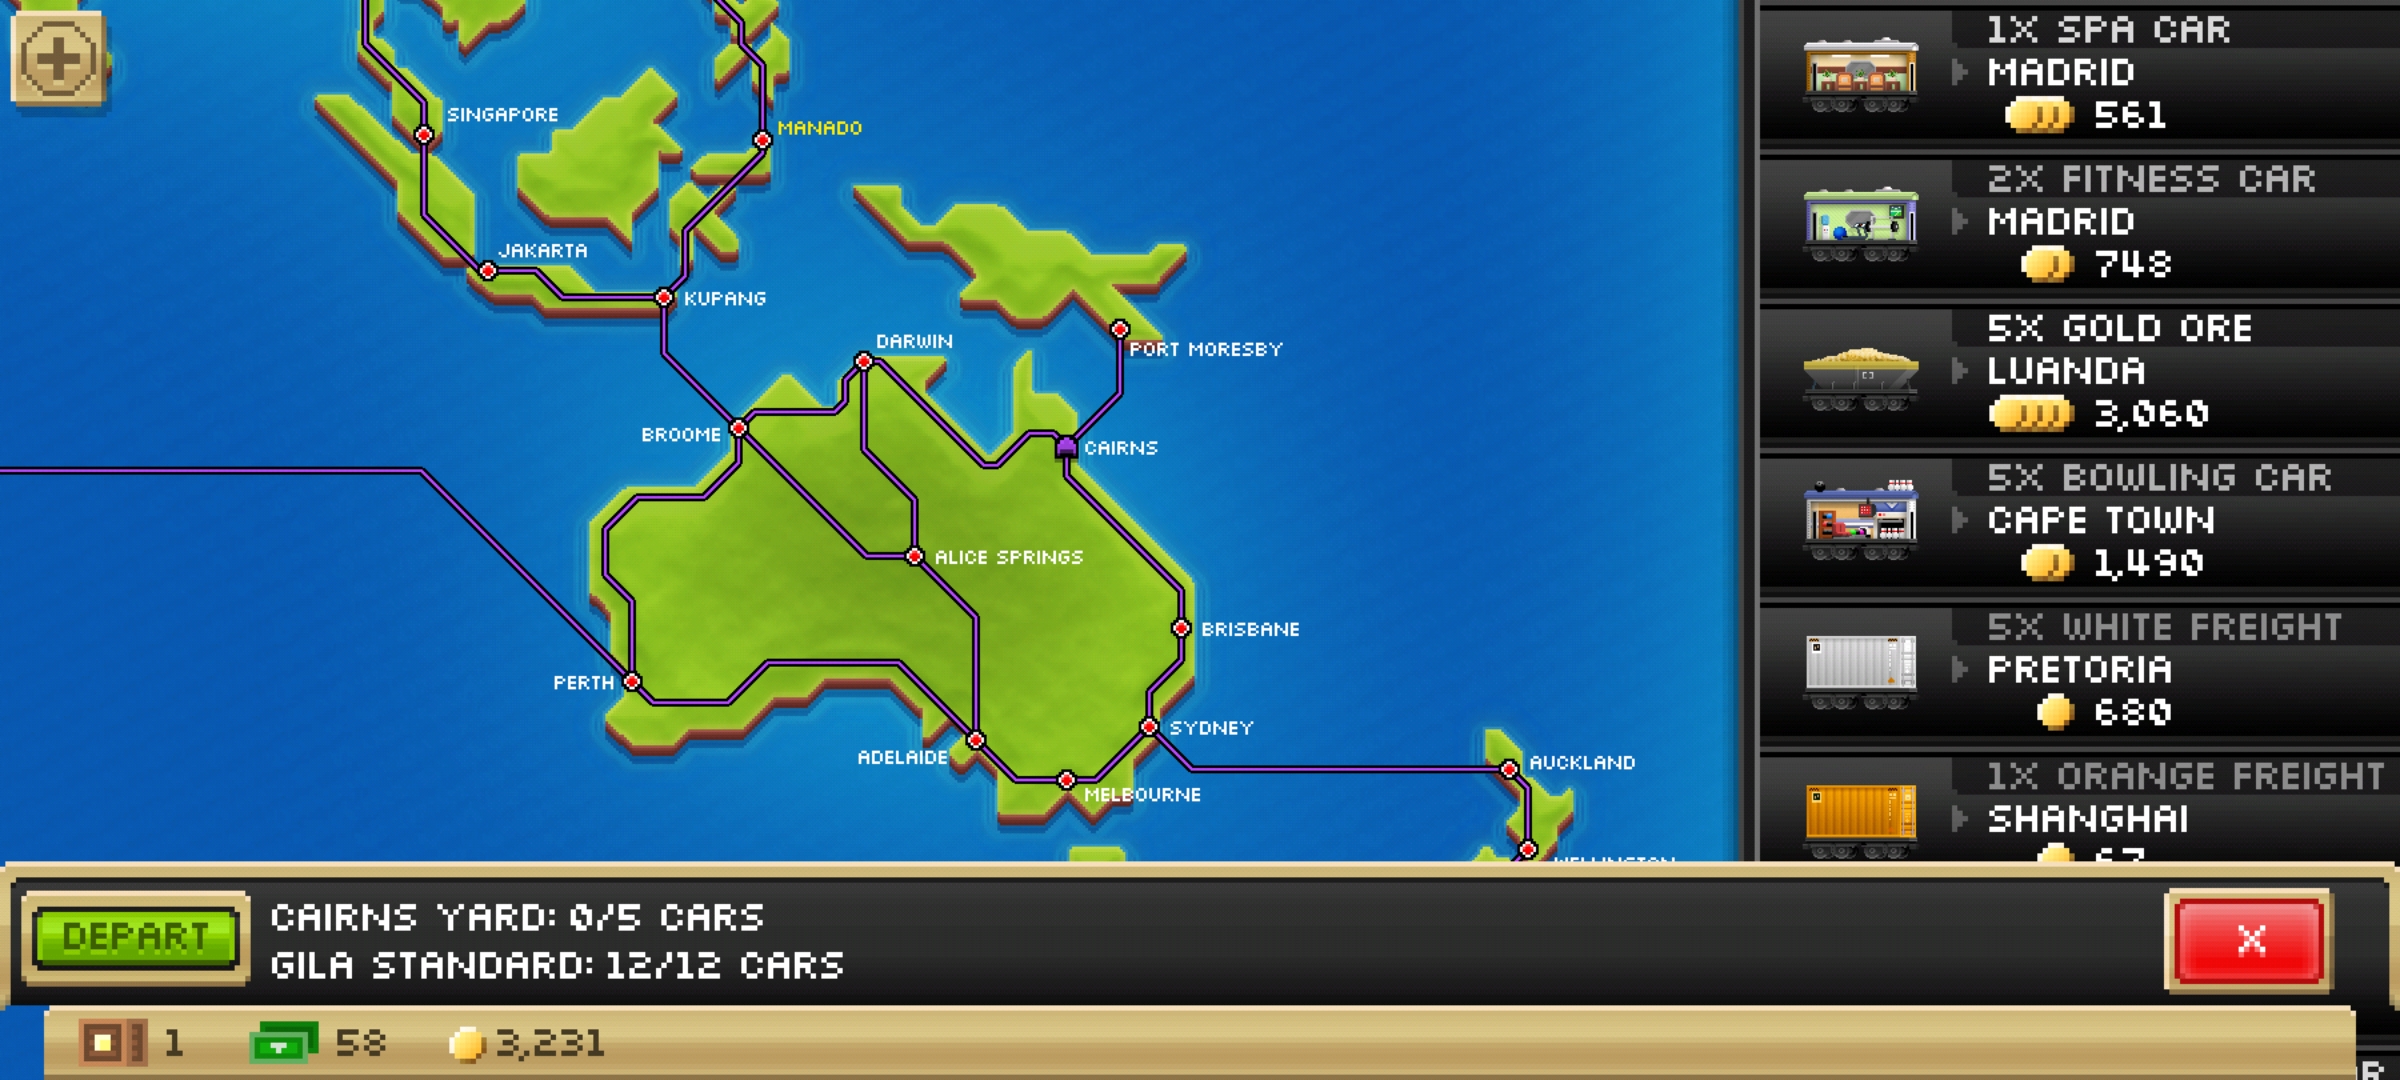 SINGAPORE
MANADO
JAKARTA
KUPANG
DARWIN
PORT MORESBY
BROOME
CAIRNS
ALICE SPRINGS
BRISBANE
PERTH
SYDNEY
ADELAIDE
AUCKLAND
MELBOURNE
WELLINGTON
1X SPA CAR
MADRID
561
2X FITNESS CAR
MADRID
748
5X GOLD ORE
LUANDA
3,060
5X BOWLING CAR
CAPE TOWN
1,490
5X WHITE FREIGHT
PRETORIA
680
1X ORANGE FREIGHT
SHANGHAI
67
DEPART
CAIRNS YARD: 0/5 CARS
GILA STANDARD: 12/12 CARS
X
1
58
3,231